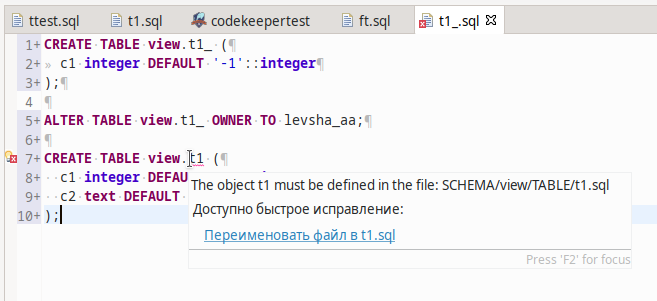 ttest.sql t1.sql codekeepertest ft.sql t1_.sql
1+ CREATE TABLE view.t1_ (¶
2+ » c1 integer DEFAULT '-1'::integer¶
3+ );¶
4 ¶
5+ ALTER TABLE view.t1_ OWNER TO levsha_aa;¶
6+ ¶
7+ CREATE TABLE view.t1 (¶
8+ c1 integer DEFAU
9+ c2 text DEFAULT
10+ );
The object t1 must be defined in the file: SCHEMA/view/TABLE/t1.sql
Доступно быстрое исправление:
Переименовать файл в t1.sql
Press 'F2' for focus